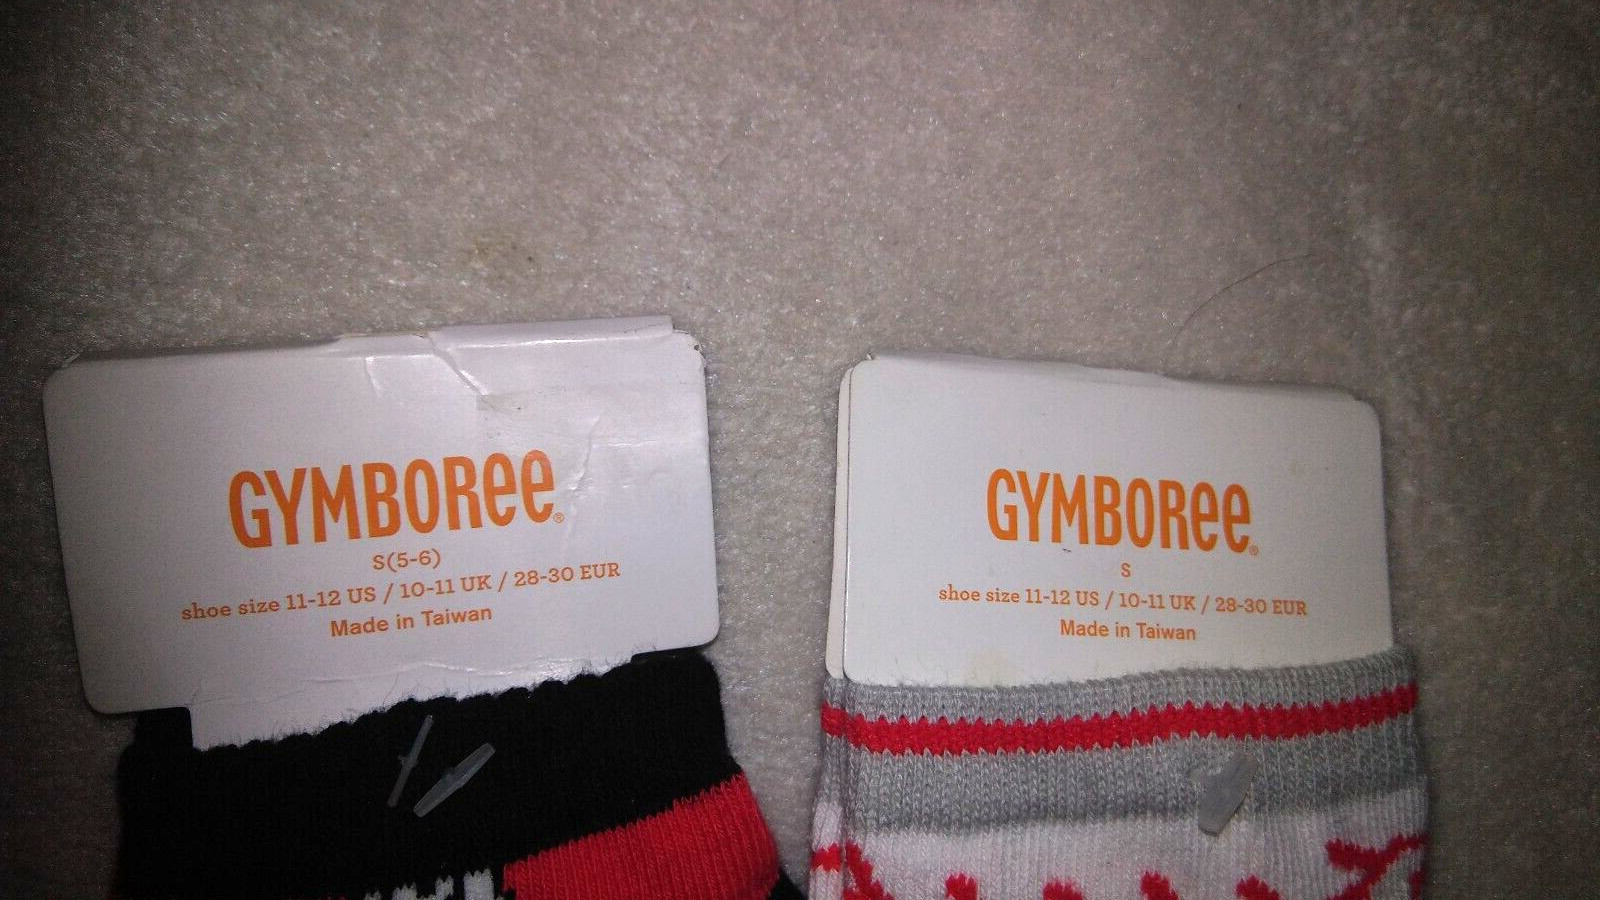 GYMBOREE®
S(5-6)
shoe size 11-12 US / 10-11 UK / 28-30 EUR
Made in Taiwan
GYMBOREE®
S
shoe size 11-12 US / 10-11 UK / 28-30 EUR
Made in Taiwan